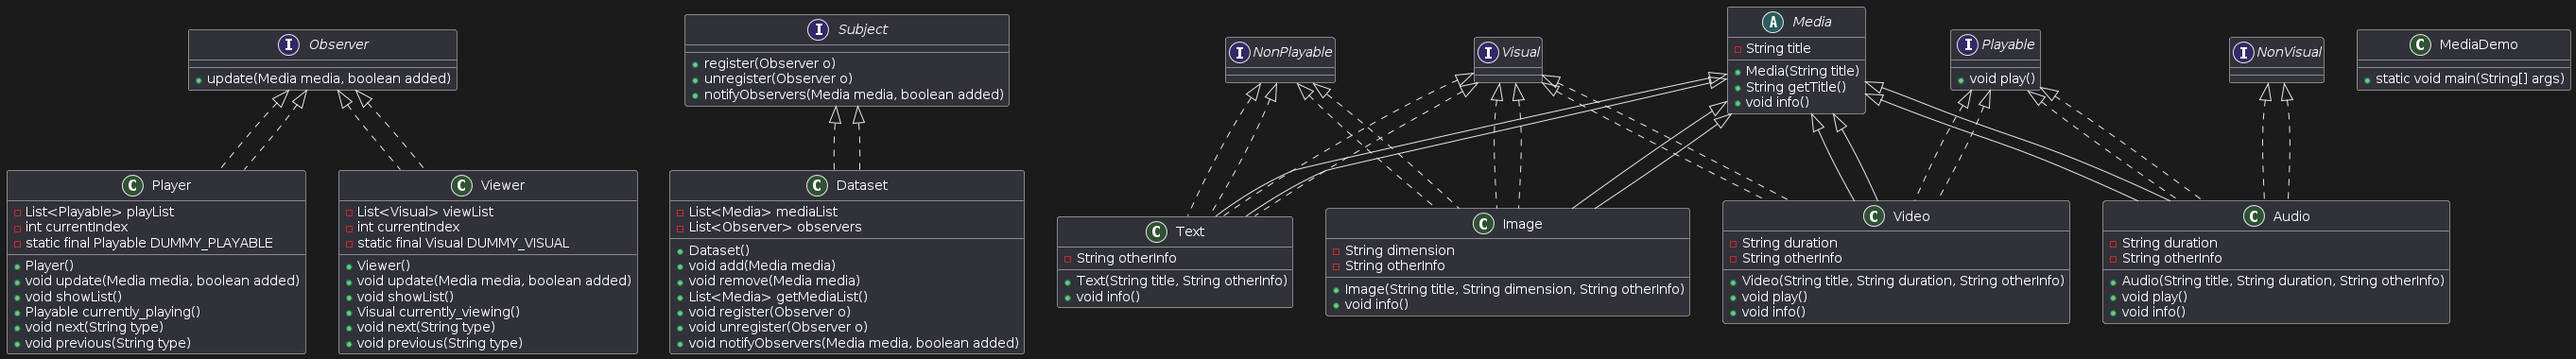 I Observer
update(Media media, boolean added)
I Subject
register(Observer o)
unregister(Observer o)
notifyObservers(Media media, boolean added)
I NonPlayable
I Visual
A Media
String title
Media(String title)
String getTitle()
void info()
I Playable
void play()
I NonVisual
C MediaDemo
static void main(String[] args)
C Player
List<Playable> playList
int currentIndex
static final Playable DUMMY_PLAYABLE
Player()
void update(Media media, boolean added)
void showList()
Playable currently_playing()
void next(String type)
void previous(String type)
C Viewer
List<Visual> viewList
int currentIndex
static final Visual DUMMY_VISUAL
Viewer()
void update(Media media, boolean added)
void showList()
Visual currently_viewing()
void next(String type)
void previous(String type)
C Dataset
List<Media> mediaList
List<Observer> observers
Dataset()
void add(Media media)
void remove(Media media)
List<Media> getMediaList()
void register(Observer o)
void unregister(Observer o)
void notifyObservers(Media media, boolean added)
C Text
String otherInfo
Text(String title, String otherInfo)
void info()
C Image
String dimension
String otherInfo
Image(String title, String dimension, String otherInfo)
void info()
C Video
String duration
String otherInfo
Video(String title, String duration, String otherInfo)
void play()
void info()
C Audio
String duration
String otherInfo
Audio(String title, String duration, String otherInfo)
void play()
void info()